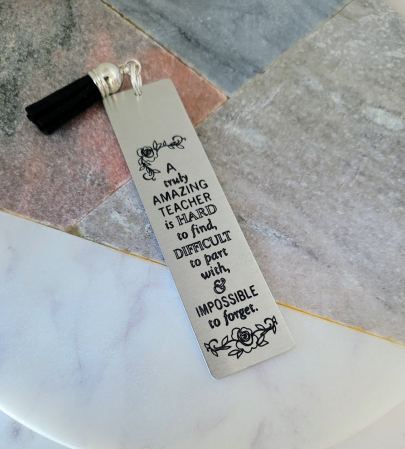 A
truly
AMAZING
TEACHER
is HARD
to find,
DIFFICULT
to part
with,
&
IMPOSSIBLE
to forget.